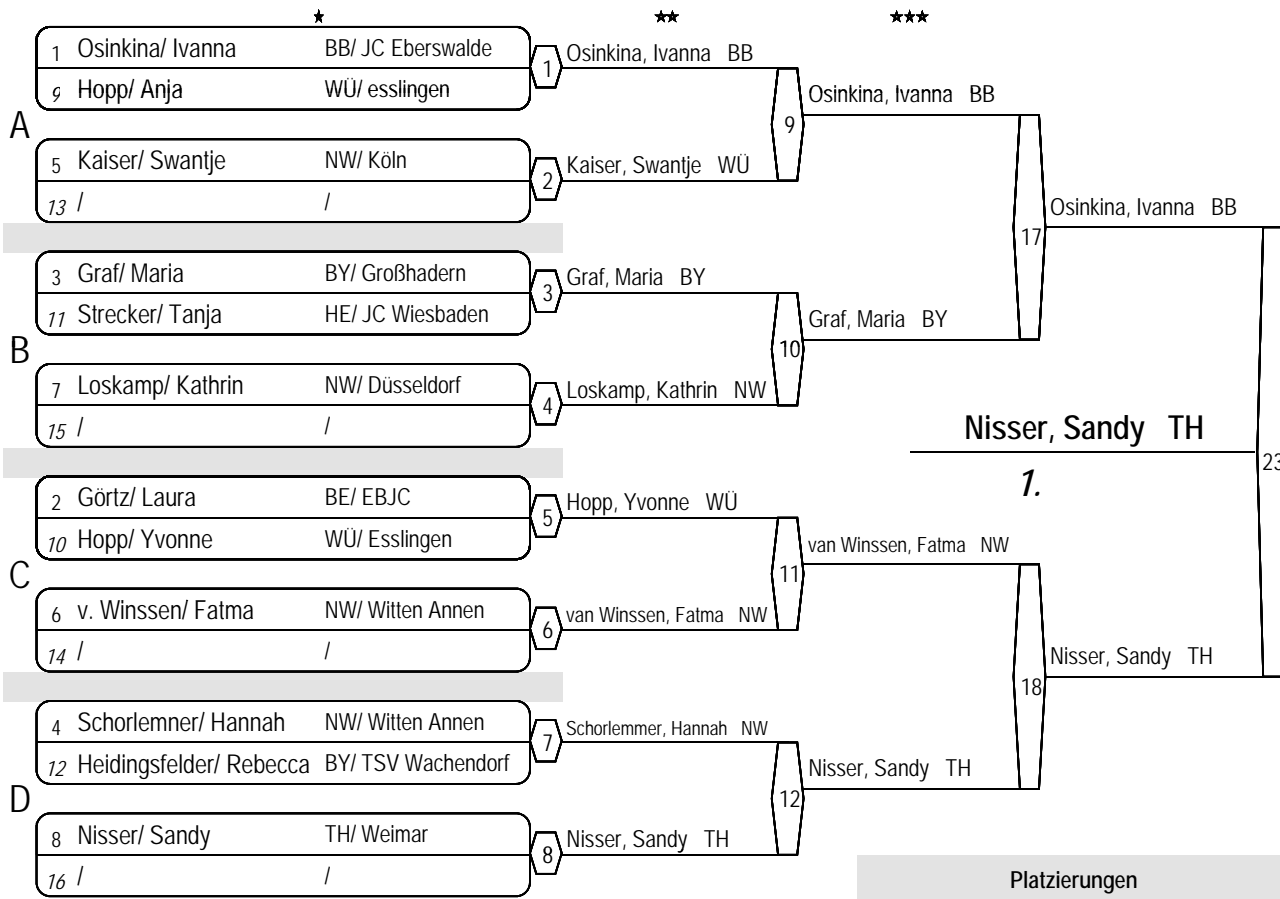 ★ ★★ ★★★
1 Osinkina/ Ivanna BB/ JC Eberswalde
9 Hopp/ Anja WÜ/ esslingen
1 Osinkina, Ivanna BB
A
5 Kaiser/ Swantje NW/ Köln
13 / /
2 Kaiser, Swantje WÜ
9 Osinkina, Ivanna BB
3 Graf/ Maria BY/ Großhadern
11 Strecker/ Tanja HE/ JC Wiesbaden
3 Graf, Maria BY
B
7 Loskamp/ Kathrin NW/ Düsseldorf
15 / /
4 Loskamp, Kathrin NW
10 Graf, Maria BY
17 Osinkina, Ivanna BB
2 Görtz/ Laura BE/ EBJC
10 Hopp/ Yvonne WÜ/ Esslingen
5 Hopp, Yvonne WÜ
C
6 v. Winssen/ Fatma NW/ Witten Annen
14 / /
6 van Winssen, Fatma NW
11 van Winssen, Fatma NW
4 Schorlemner/ Hannah NW/ Witten Annen
12 Heidingsfelder/ Rebecca BY/ TSV Wachendorf
7 Schorlemmer, Hannah NW
D
8 Nisser/ Sandy TH/ Weimar
16 / /
8 Nisser, Sandy TH
12 Nisser, Sandy TH
18 Nisser, Sandy TH
23
Nisser, Sandy TH
1.
Platzierungen